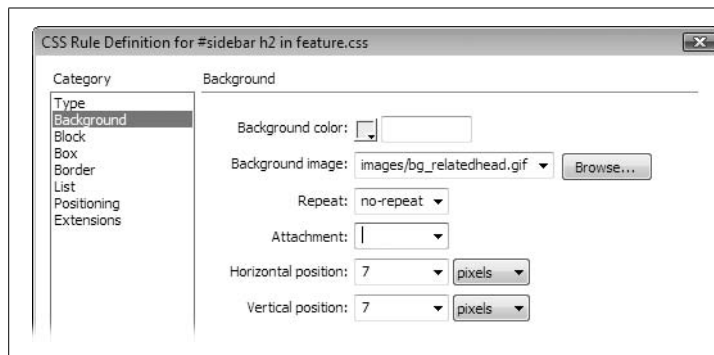 CSS Rule Definition for #sidebar h2 in feature.css
Category
Type
Background
Block
Box
Border
List
Positioning
Extensions
Background
Background color:
Background image: images/bg_relatedhead.gif Browse...
Repeat: no-repeat
Attachment:
Horizontal position: 7 pixels
Vertical position: 7 pixels